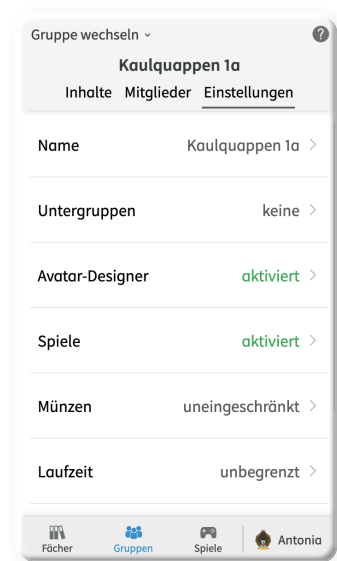 Gruppe wechseln
?
Kaulquappen 1a
Inhalte Mitglieder Einstellungen
Name Kaulquappen 1a
Untergruppen keine
Avatar-Designer aktiviert
Spiele aktiviert
Münzen uneingeschränkt
Laufzeit unbegrenzt
Fächer Gruppen Spiele Antonia